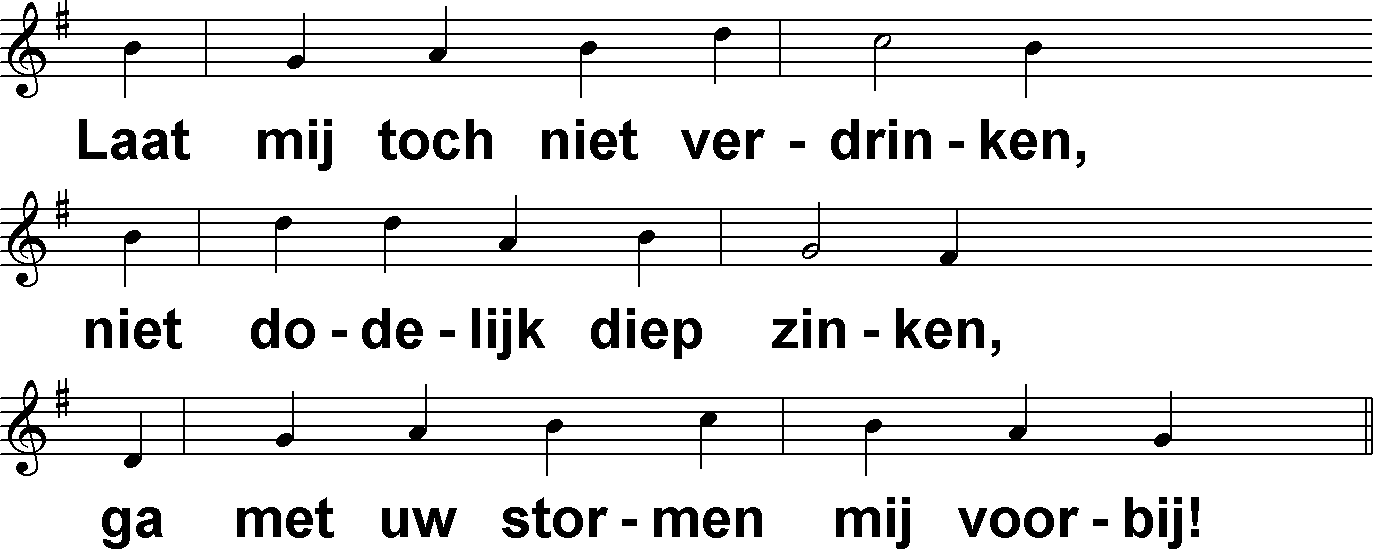 Laat mij toch niet ver - drin - ken,
niet do - de - lijk diep zin - ken,
ga met uw stor - men mij voor - bij!